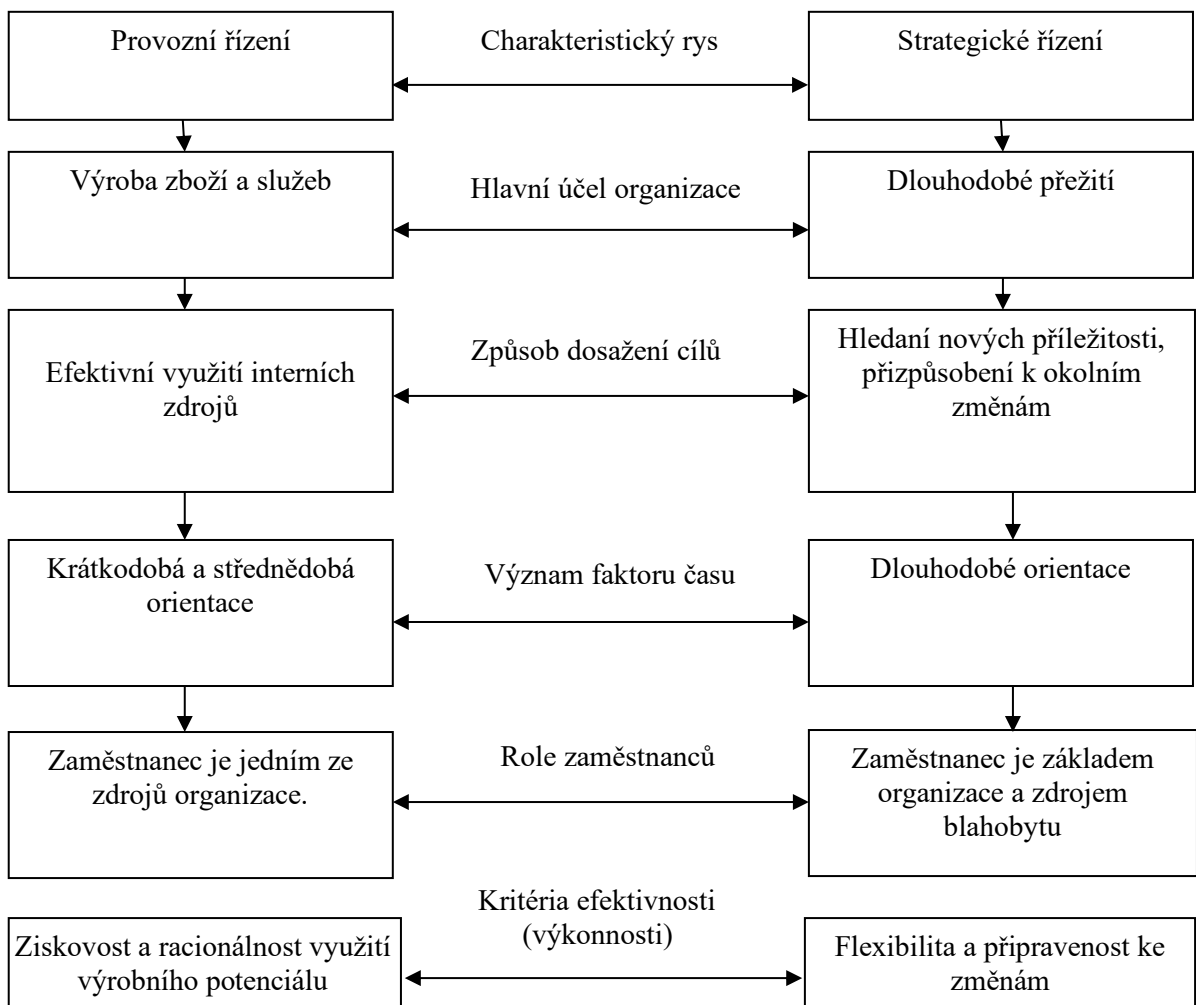 Provozní řízení
Charakteristický rys
Strategické řízení
Výroba zboží a služeb
Hlavní účel organizace
Dlouhodobé přežití
Efektivní využití interních
zdrojů
Způsob dosažení cílů
Hledaní nových příležitosti,
přizpůsobení k okolním
změnám
Krátkodobá a střednědobá
orientace
Význam faktoru času
Dlouhodobé orientace
Zaměstnanec je jedním ze
zdrojů organizace.
Role zaměstnanců
Zaměstnanec je základem
organizace a zdrojem
blahobytu
Ziskovost a racionálnost využití
výrobního potenciálu
Kritéria efektivnosti
(výkonnosti)
Flexibilita a připravenost ke
změnám